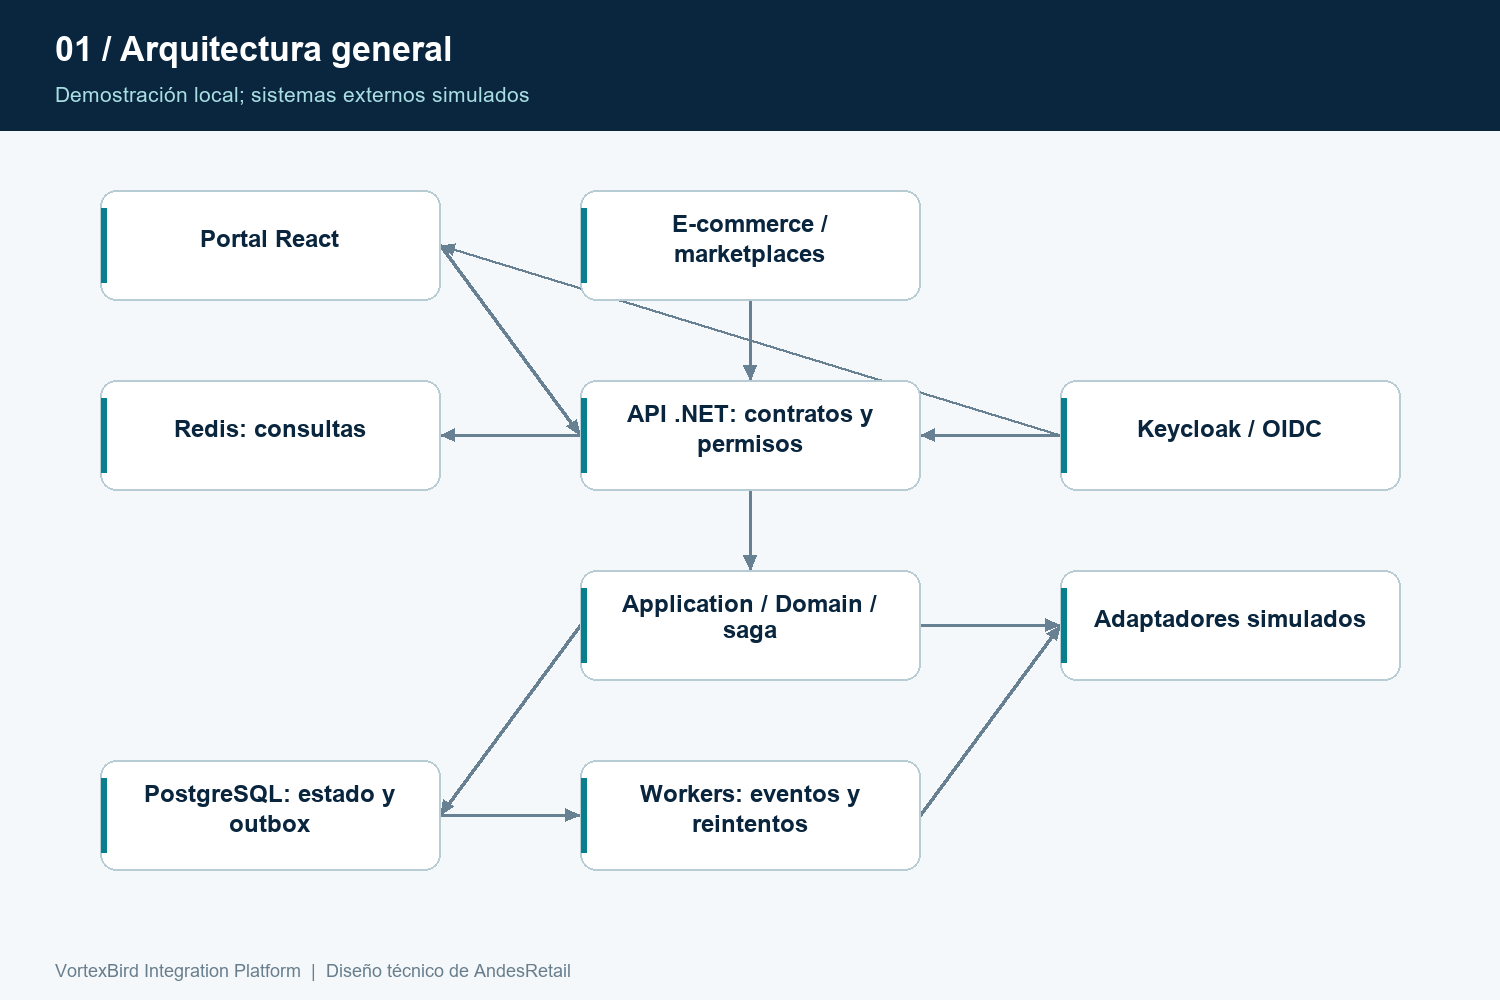 01 / Arquitectura general
Demostración local; sistemas externos simulados
Portal React
E-commerce /
marketplaces
Redis: consultas
API .NET: contratos y
permisos
Keycloak / OIDC
Application / Domain /
saga
Adaptadores simulados
PostgreSQL: estado y
outbox
Workers: eventos y
reintentos
VortexBird Integration Platform | Diseño técnico de AndesRetail